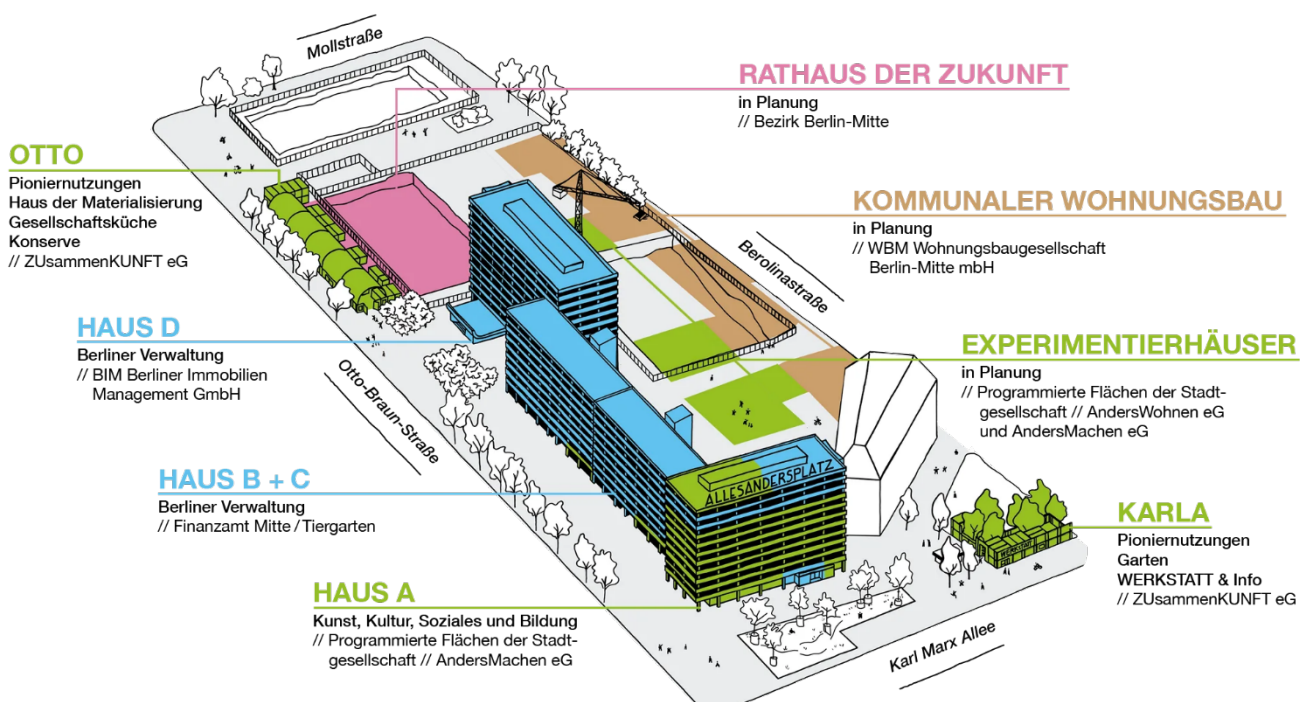 Mollstraße
RATHAUS DER ZUKUNFT
in Planung
// Bezirk Berlin-Mitte
OTTO
Pioniernutzungen
Haus der Materialisierung
Gesellschaftsküche
Konserve
// ZUsammenKUNFT eG
KOMMUNALER WOHNUNGSBAU
in Planung
// WBM Wohnungsbaugesellschaft
Berlin-Mitte mbH
Berolinastraße
HAUS D
Berliner Verwaltung
// BIM Berliner Immobilien
Management GmbH
EXPERIMENTIERHÄUSER
in Planung
// Programmierte Flächen der Stadt-
gesellschaft // AndersWohnen eG
und AndersMachen eG
Otto-Braun-Straße
HAUS B + C
Berliner Verwaltung
// Finanzamt Mitte / Tiergarten
ALLESANDERSPLATZ
KARLA
Pioniernutzungen
Garten
WERKSTATT & Info
// ZUsammenKUNFT eG
WERKSTATT
HAUS A
Kunst, Kultur, Soziales und Bildung
// Programmierte Flächen der Stadt-
gesellschaft // AndersMachen eG
Karl Marx Allee